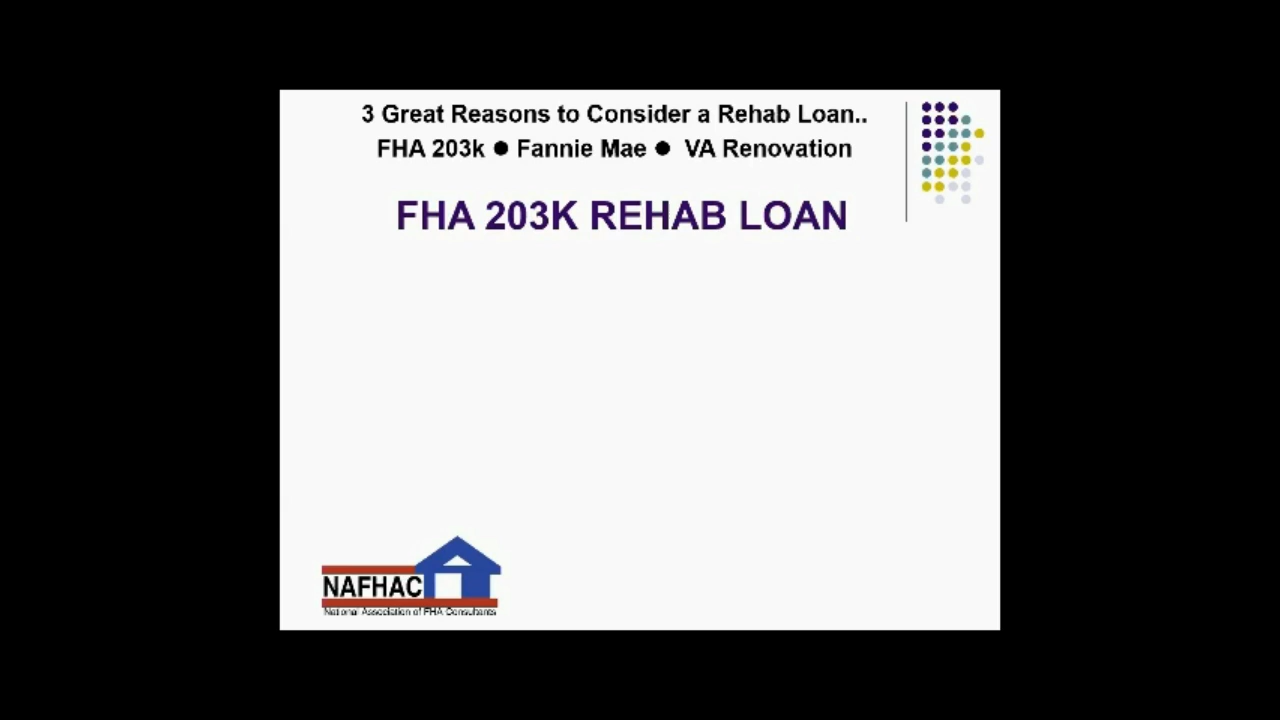 3 Great Reasons to Consider a Rehab Loan..
FHA 203k ● Fannie Mae ● VA Renovation
FHA 203K REHAB LOAN
NAFHAC
National Association of FHA Consultants